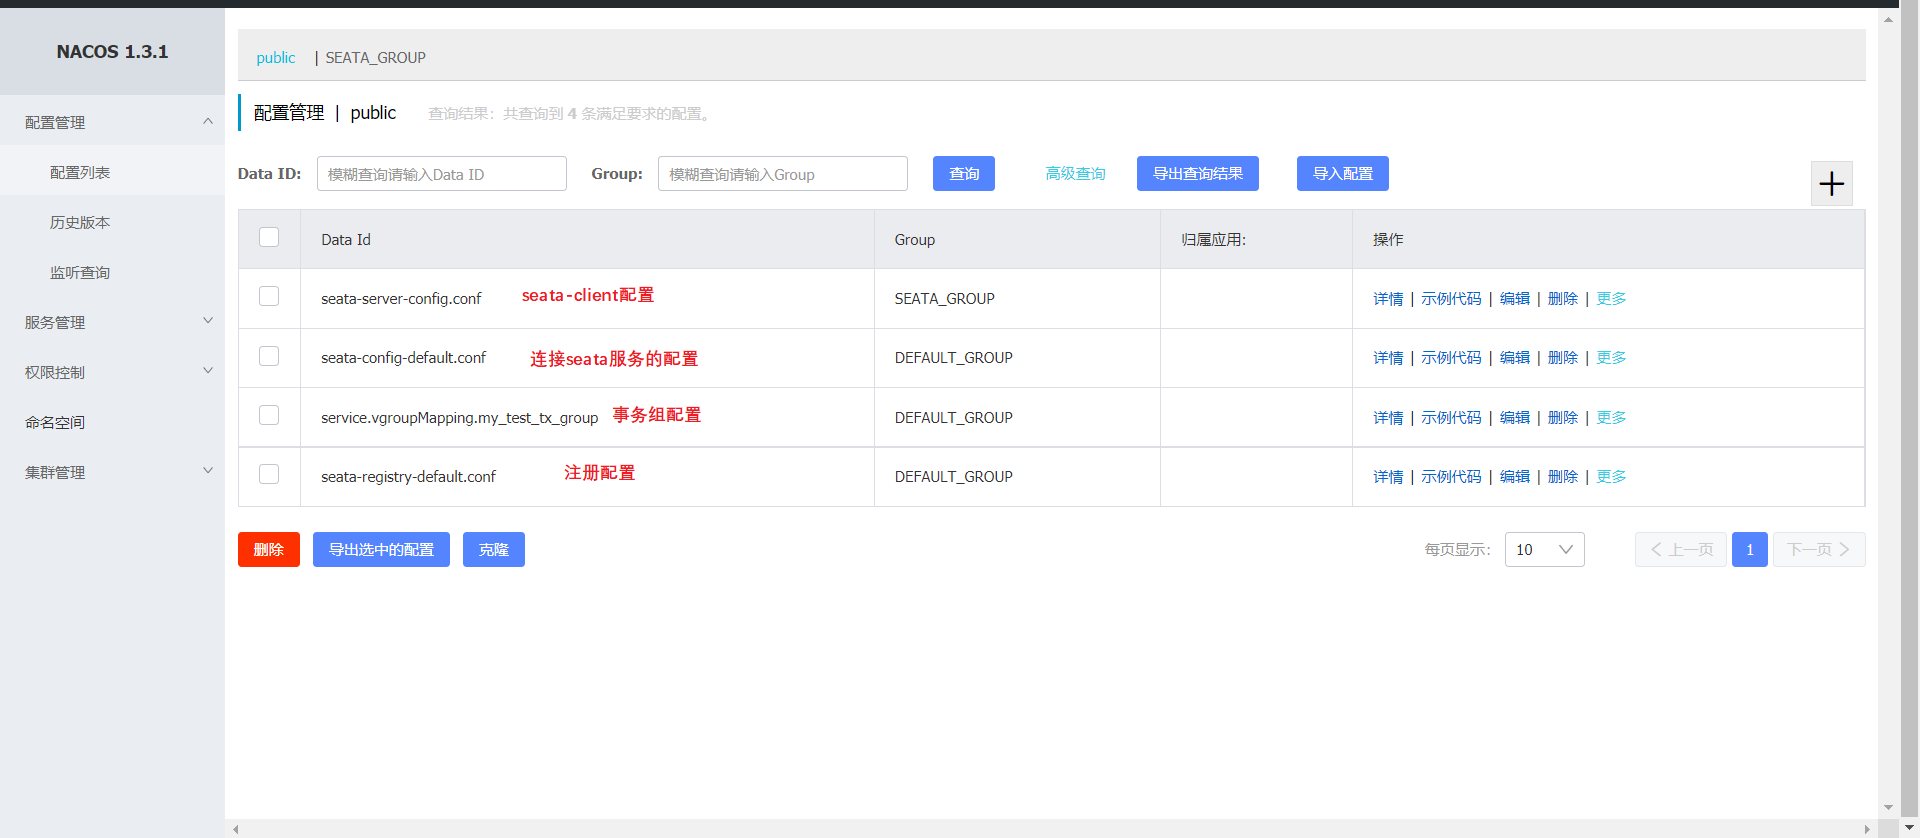 NACOS 1.3.1
配置管理
配置列表
历史版本
监听查询
服务管理
权限控制
命名空间
集群管理
public | SEATA_GROUP
配置管理 | public 查询结果：共查询到 4 条满足要求的配置。
Data ID: 模糊查询请输入Data ID Group: 模糊查询请输入Group 查询 高级查询 导出查询结果 导入配置
Data Id Group 归属应用: 操作
seata-server-config.conf seata-client配置 SEATA_GROUP 详情 | 示例代码 | 编辑 | 删除 | 更多
seata-config-default.conf 连接seata服务的配置 DEFAULT_GROUP 详情 | 示例代码 | 编辑 | 删除 | 更多
service.vgroupMapping.my_test_tx_group 事务组配置 DEFAULT_GROUP 详情 | 示例代码 | 编辑 | 删除 | 更多
seata-registry-default.conf 注册配置 DEFAULT_GROUP 详情 | 示例代码 | 编辑 | 删除 | 更多
删除 导出选中的配置 克隆 每页显示: 10 上一页 1 下一页